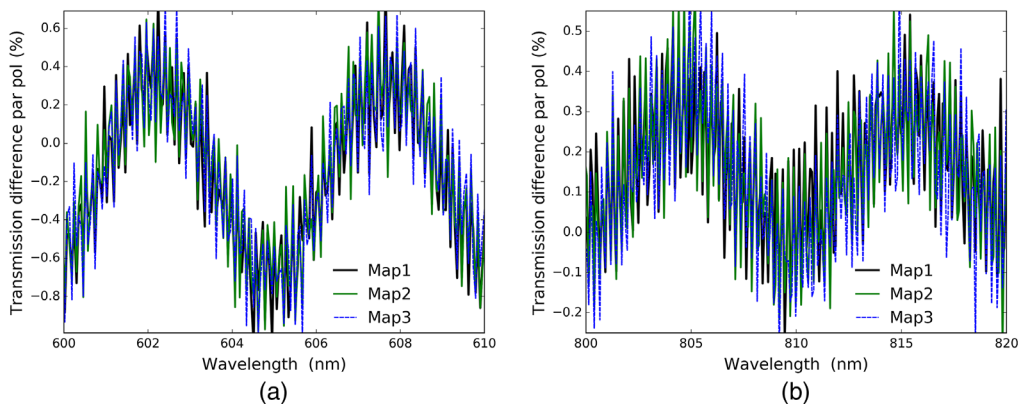 Transmission difference par pol (%)
0.6
0.4
0.2
0.0
−0.2
−0.4
−0.6
−0.8
Map1
Map2
Map3
600 602 604 606 608 610
Wavelength (nm)
(a)
Transmission difference par pol (%)
0.5
0.4
0.3
0.2
0.1
0.0
−0.1
−0.2
Map1
Map2
Map3
800 805 810 815 820
Wavelength (nm)
(b)